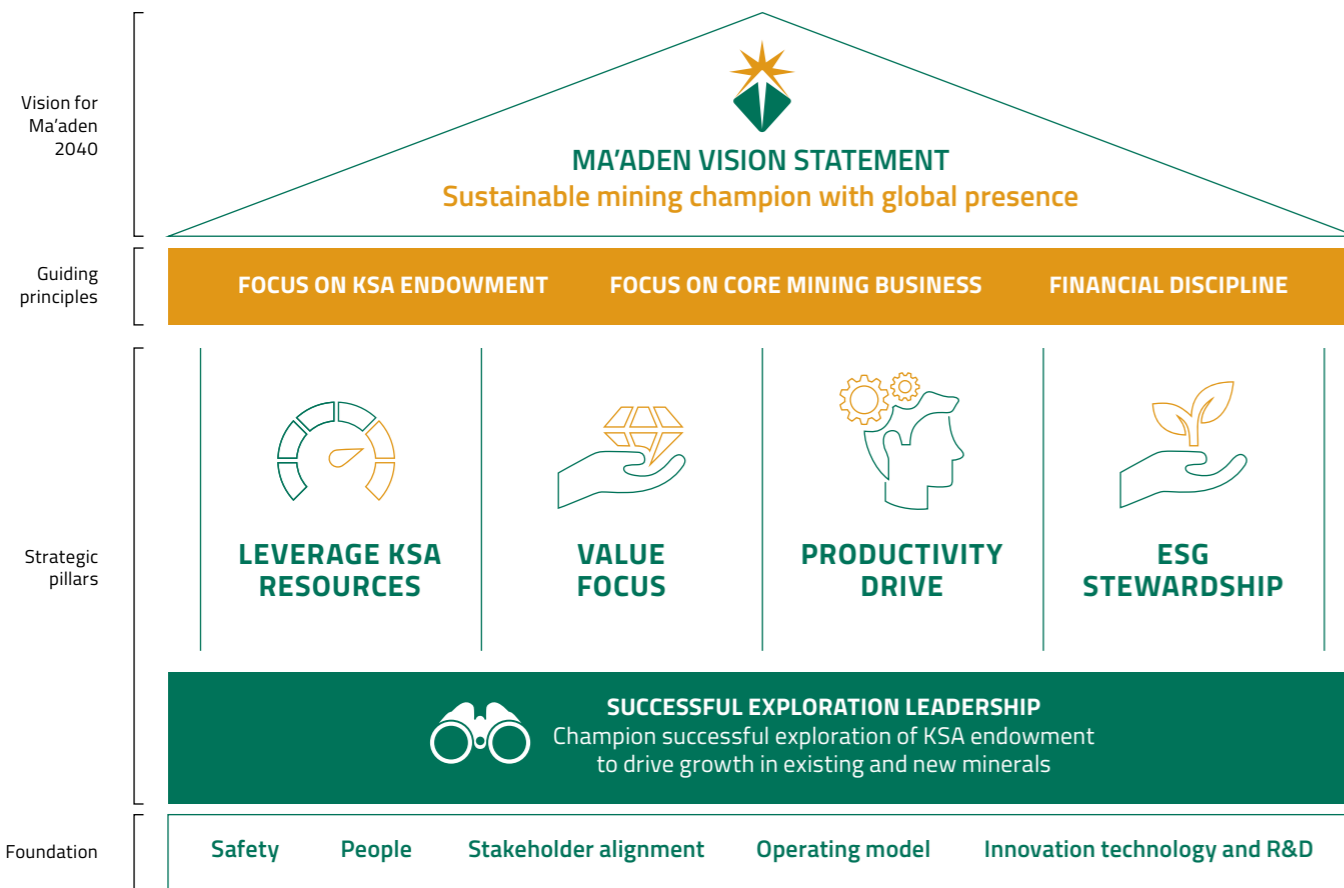 Vision for
Ma'aden
2040
MA'ADEN VISION STATEMENT
Sustainable mining champion with global presence
Guiding
principles
FOCUS ON KSA ENDOWMENT
FOCUS ON CORE MINING BUSINESS
FINANCIAL DISCIPLINE
Strategic
pillars
LEVERAGE KSA
RESOURCES
VALUE
FOCUS
PRODUCTIVITY
DRIVE
ESG
STEWARDSHIP
SUCCESSFUL EXPLORATION LEADERSHIP
Champion successful exploration of KSA endowment
to drive growth in existing and new minerals
Foundation
Safety
People
Stakeholder alignment
Operating model
Innovation technology and R&D